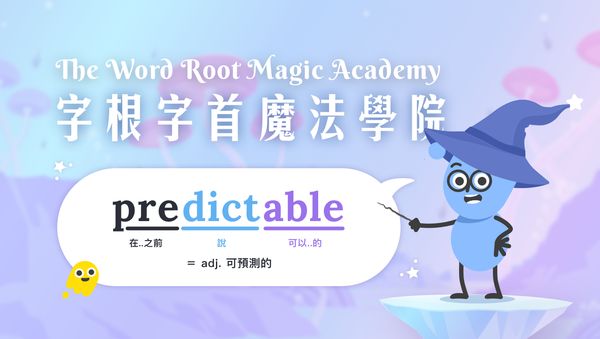 The Word Root Magic Academy
字根字首魔法學院
predictable
在..之前 說 可以..的
= adj. 可預測的